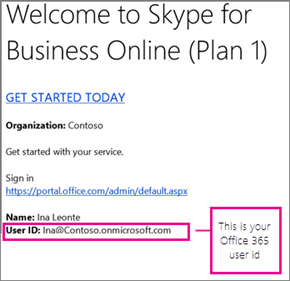 Welcome to Skype for
Business Online (Plan 1)
GET STARTED TODAY
Organization: Contoso
Get started with your service.
Sign in
https://portal.office.com/admin/default.aspx
Name: Ina Leonte
User ID: Ina@Contoso.onmicrosoft.com
This is your
Office 365
user id